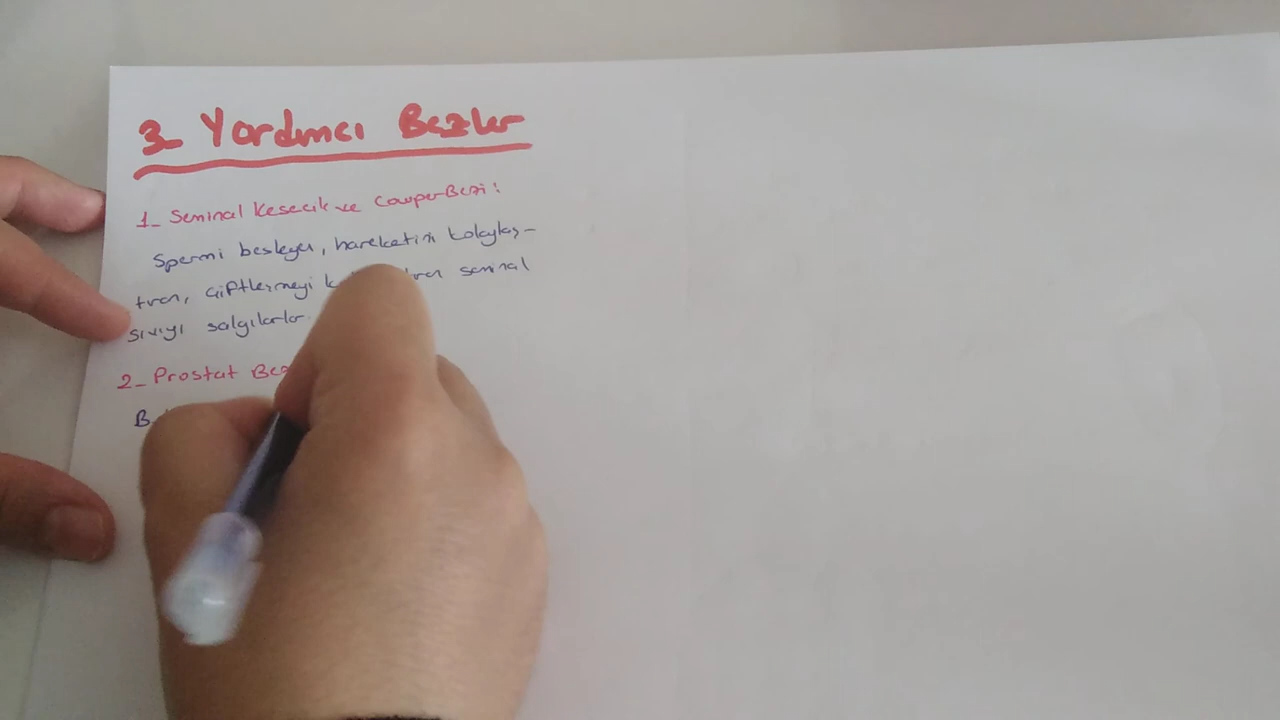 3- Yardımcı Bezler
1- Seminal Kesecik ve Cowper Bezi:
Spermi besleyen, hareketini kolaylaş-
tıran, çiftleşmeyi seminal
sıvıyı salgılarlar.
2- Prostat